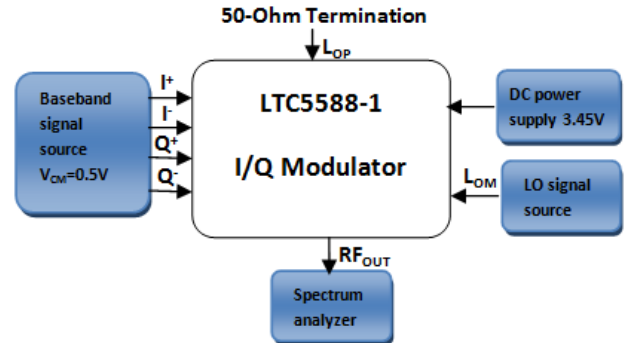 50-Ohm Termination
LOP
I+
I-
Q+
Q-
Baseband
signal
source
VCM=0.5V
LTC5588-1
I/Q Modulator
DC power
supply 3.45V
LOM
LO signal
source
RFOUT
Spectrum
analyzer